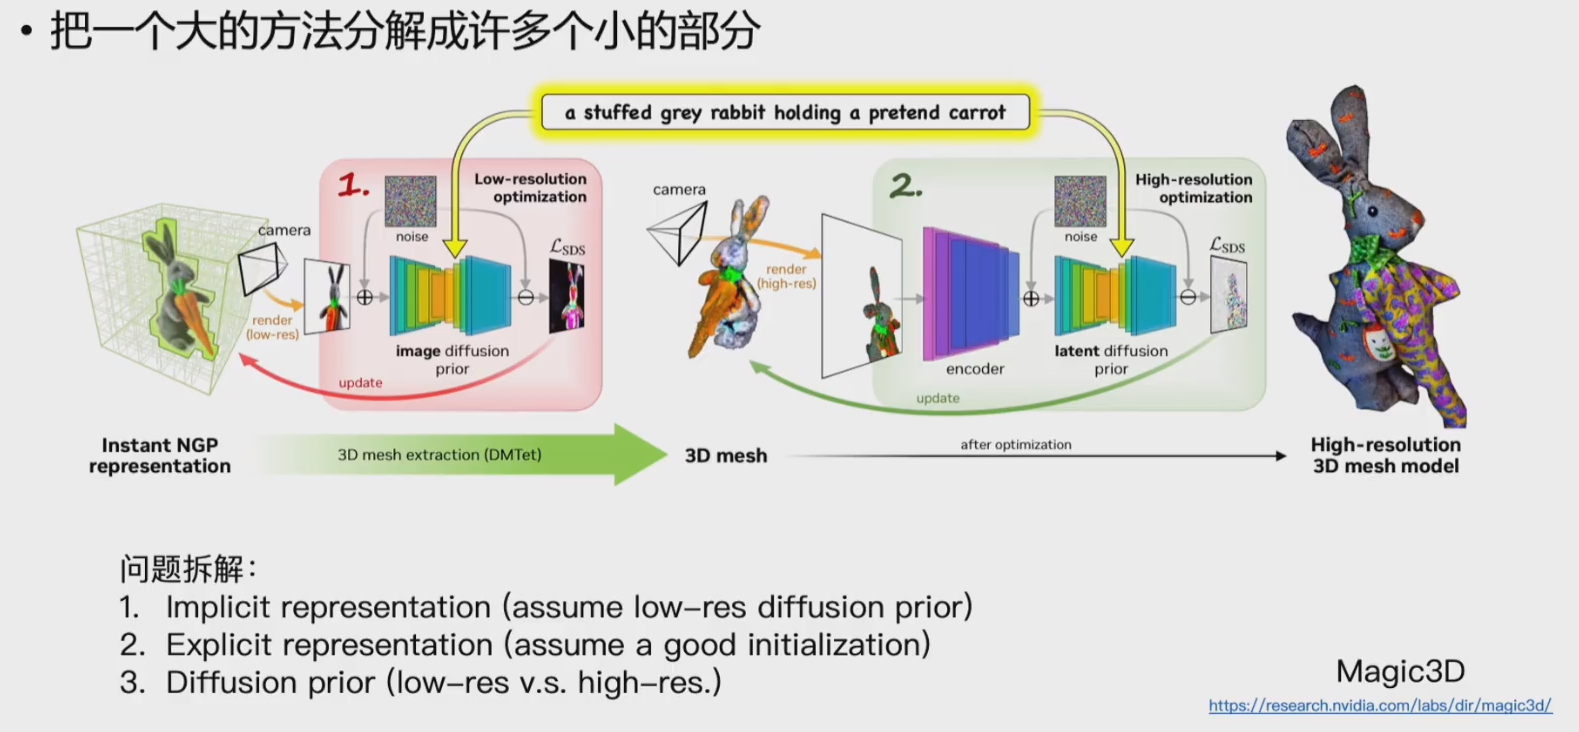 • 把一个大的方法分解成许多个小的部分
a stuffed grey rabbit holding a pretend carrot
1.
Low-resolution
optimization
noise
camera
render
(low-res)
ℒSDS
image diffusion
prior
update
camera
render
(high-res)
2.
High-resolution
optimization
noise
ℒSDS
encoder
latent diffusion
prior
update
Instant NGP
representation
3D mesh extraction (DMTet)
3D mesh
after optimization
High-resolution
3D mesh model
问题拆解：
1. Implicit representation (assume low-res diffusion prior)
2. Explicit representation (assume a good initialization)
3. Diffusion prior (low-res v.s. high-res.)
Magic3D
https://research.nvidia.com/labs/dir/magic3d/